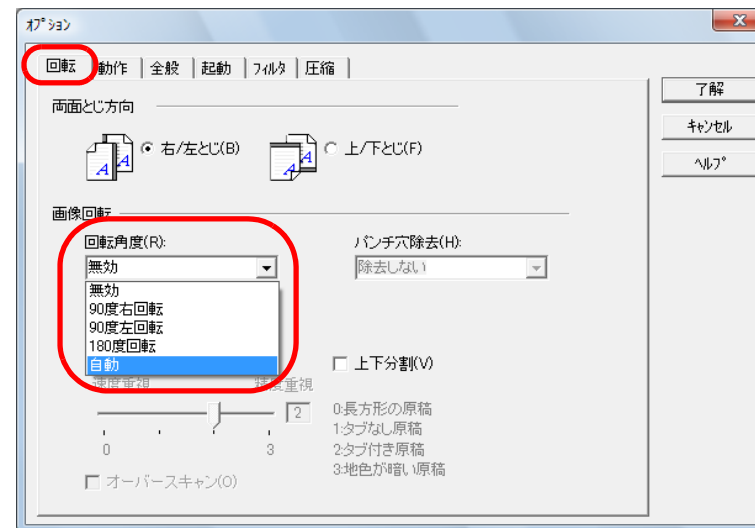 ｵﾌﾟｼｮﾝ
回転 動作 全般 起動 ﾌｨﾙﾀ 圧縮
了解
両面とじ方向
ｷｬﾝｾﾙ
A A 右/左とじ(B) A A 上/下とじ(F)
ﾍﾙﾌﾟ
画像回転
回転角度(R): パンチ穴除去(H):
無効 除去しない
無効
90度右回転
90度左回転
180度回転
自動 上下分割(V)
速度重視 精度重視
2 0:長方形の原稿
1:タブなし原稿
0 3 2:タブ付き原稿
3:地色が暗い原稿
オーバースキャン(O)